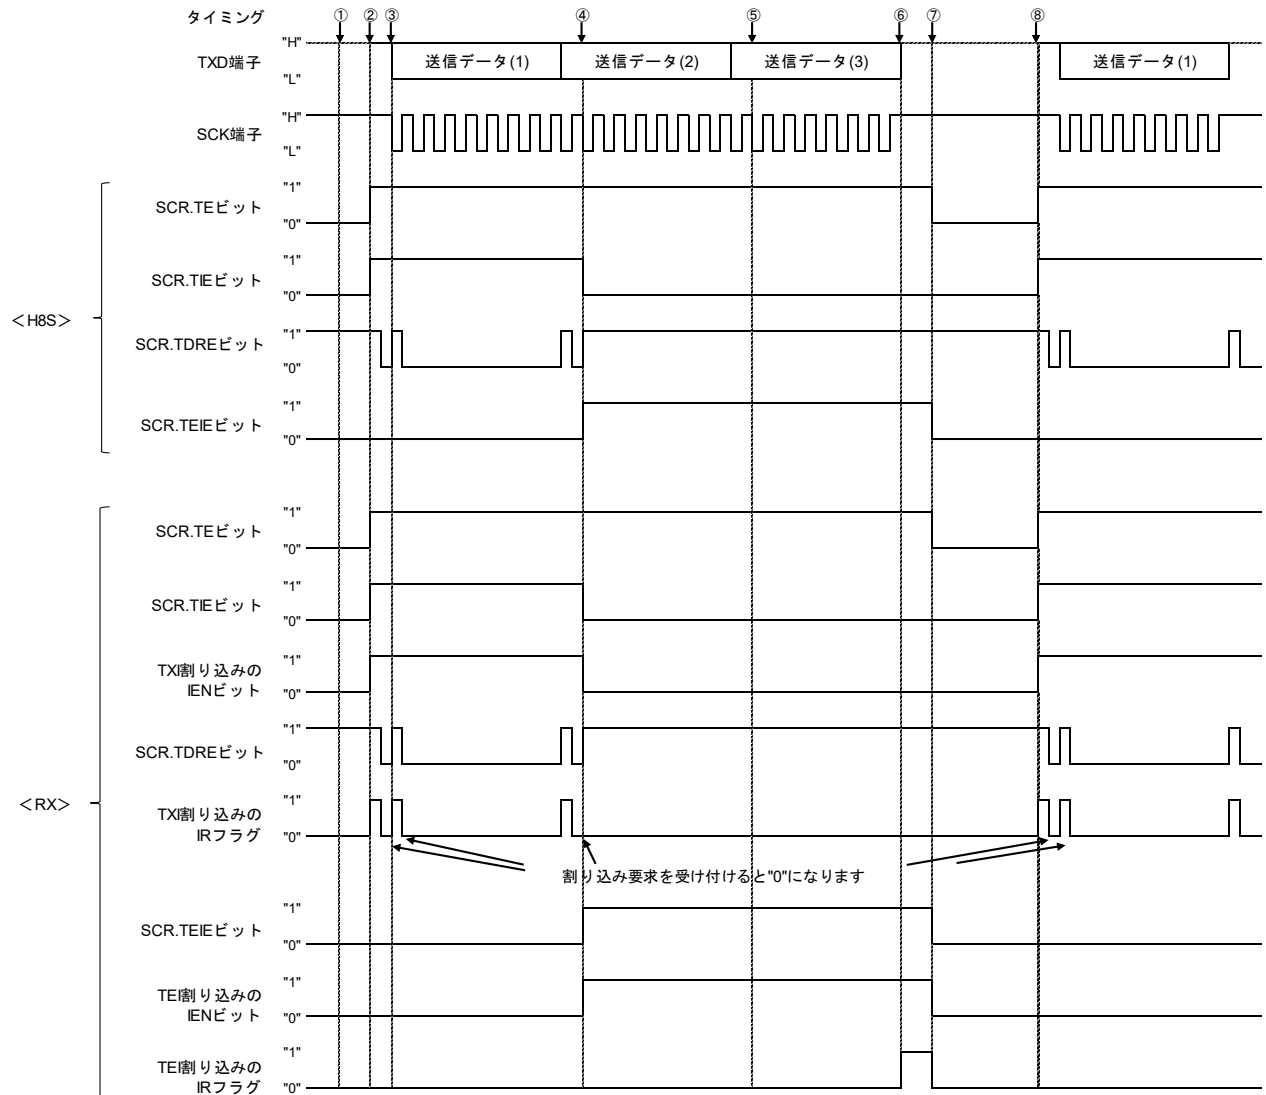 タイミング ① ② ③ ④ ⑤ ⑥ ⑦ ⑧
"H"
TXD端子 送信データ(1) 送信データ(2) 送信データ(3) 送信データ(1)
"L"
"H"
SCK端子
"L"
"1"
SCR.TEビット
"0"
"1"
SCR.TIEビット
"0"
＜H8S＞
"1"
SCR.TDREビット
"0"
"1"
SCR.TEIEビット
"0"
"1"
SCR.TEビット
"0"
"1"
SCR.TIEビット
"0"
"1"
TXI割り込みの
IENビット
"0"
"1"
SCR.TDREビット
"0"
＜RX＞
"1"
TXI割り込みの
IRフラグ
"0"
割り込み要求を受け付けると"0"になります
"1"
SCR.TEIEビット
"0"
"1"
TEI割り込みの
IENビット
"0"
"1"
TEI割り込みの
IRフラグ
"0"